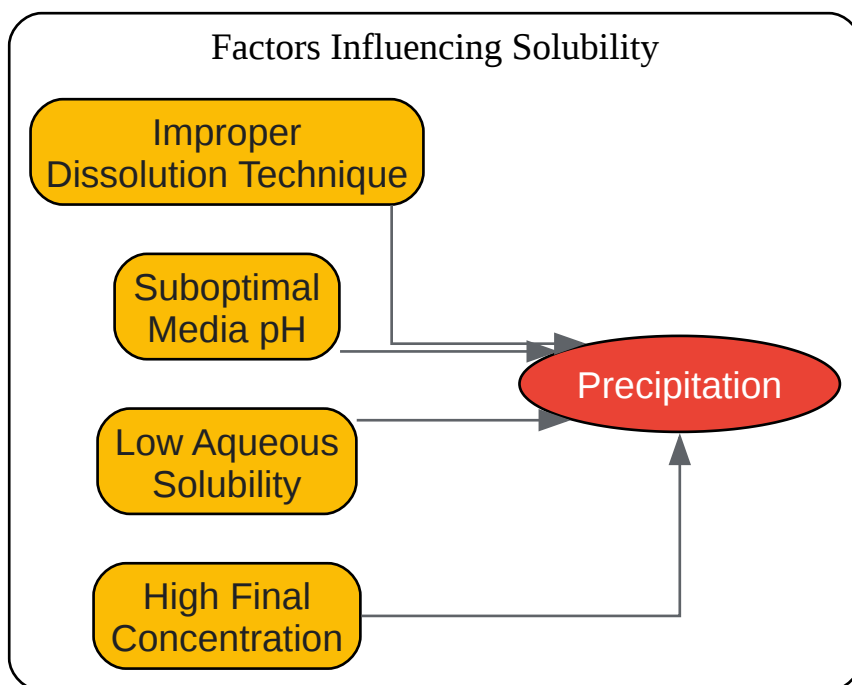 Factors Influencing Solubility
Improper
Dissolution Technique
Suboptimal
Media pH
Precipitation
Low Aqueous
Solubility
High Final
Concentration